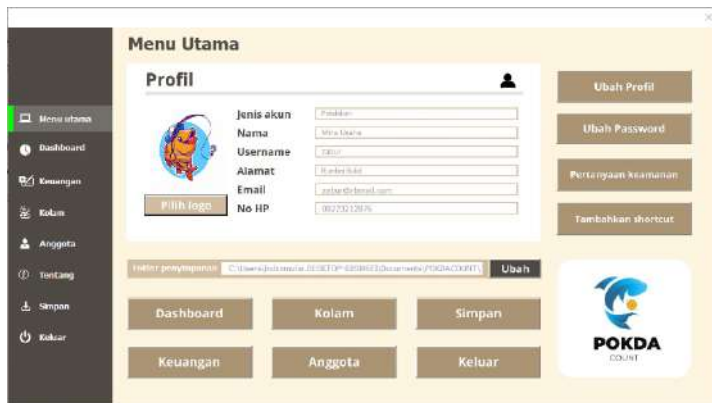 Menu Utama
Profil
Jenis akun
Nama
Username
Alamat
Email
No HP
Pilih logo
Ubah Profil
Ubah Password
Pertanyaan keamanan
Tambahkan shortcut
Menu utama
Dashboard
Keuangan
Kolam
Anggota
Tentang
Simpan
Keluar
Folder penyimpanan
Ubah
Dashboard
Kolam
Simpan
Keuangan
Anggota
Keluar
POKDA
COUNT